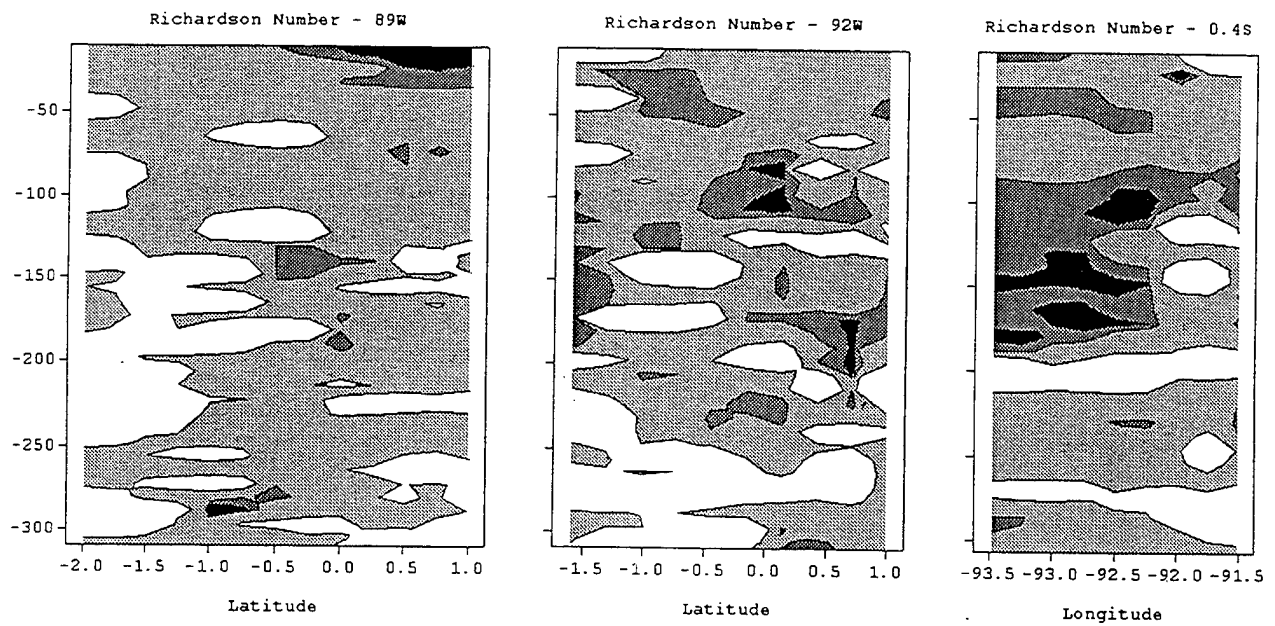 Richardson Number - 89W
Richardson Number - 92W
Richardson Number - 0.4S
-50
-100
-150
-200
-250
-300
-2.0 -1.5 -1.0 -0.5 0.0 0.5 1.0
-1.5 -1.0 -0.5 0.0 0.5 1.0
-93.5 -93.0 -92.5 -92.0 -91.5
Latitude
Latitude
Longitude